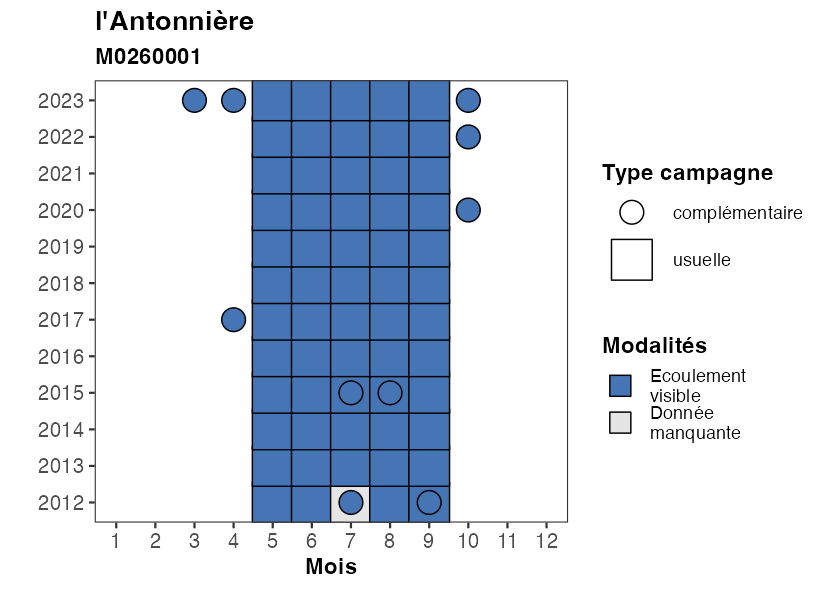 l'Antonnière
M0260001
2023
2022
2021
2020
2019
2018
2017
2016
2015
2014
2013
2012
1 2 3 4 5 6 7 8 9 10 11 12
Mois
Type campagne
complémentaire
usuelle
Modalités
Ecoulement
visible
Donnée
manquante